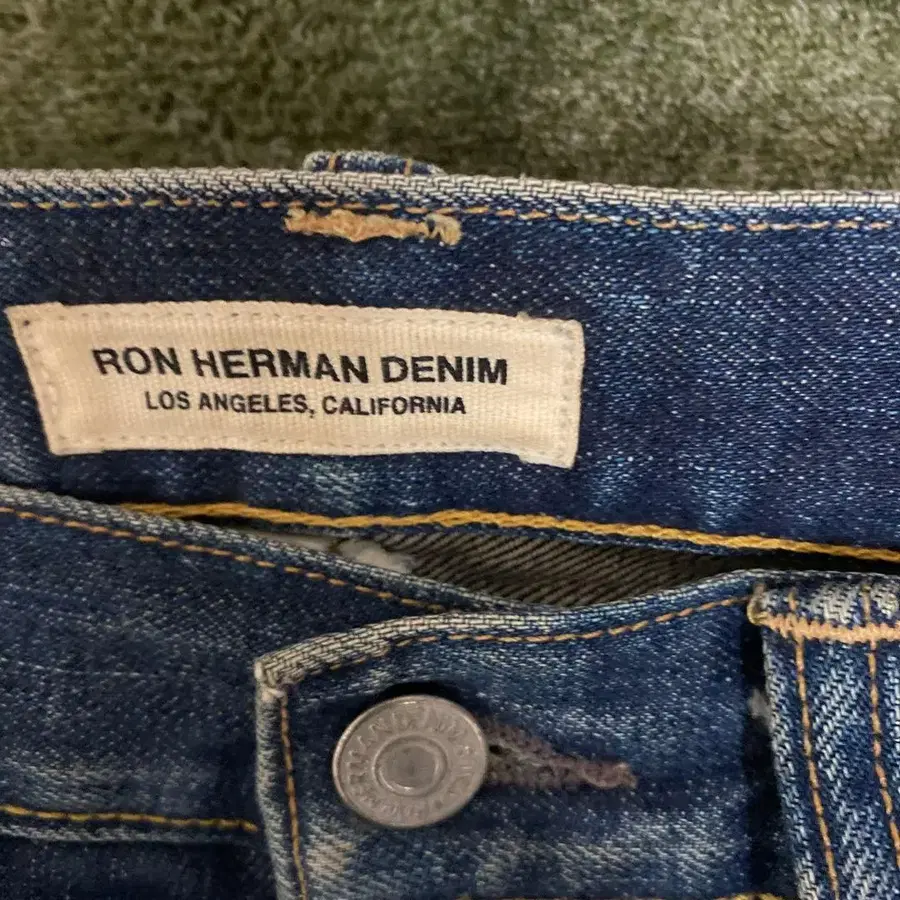 RON HERMAN DENIM
LOS ANGELES, CALIFORNIA